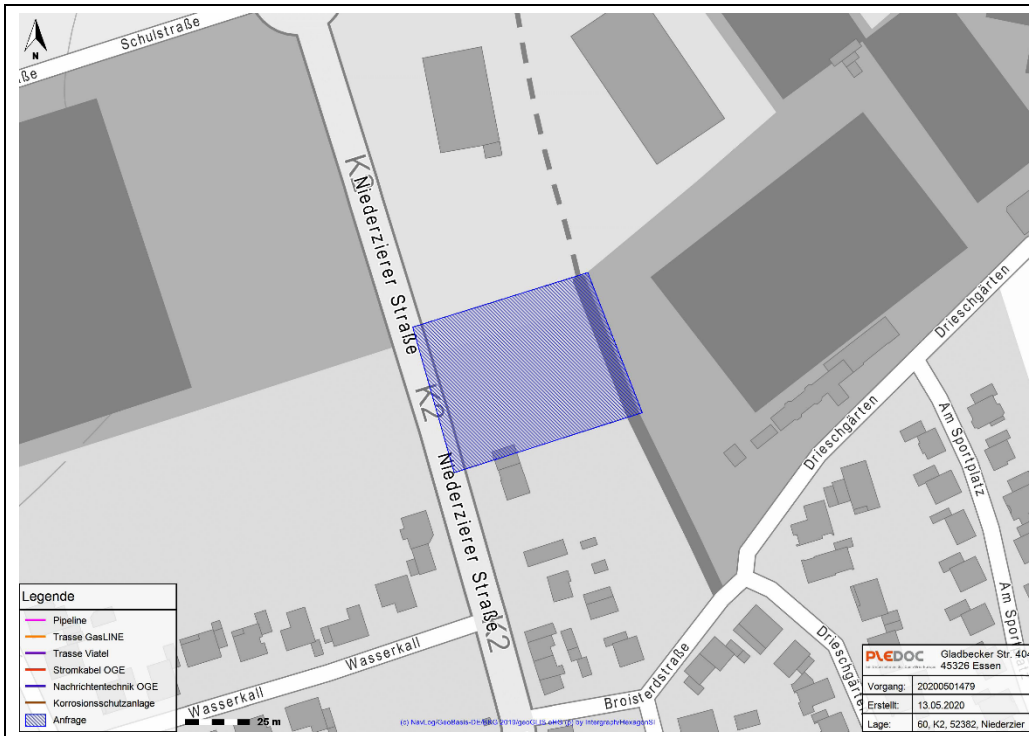 N
Schulstraße
aße
K2
Niederzierer Straße
K2
Niederzierer Straße
K2
Drieschgärten
Drieschgärten
Am Sportplatz
Am Spor
Drieschgärten
Wasserkall
Wasserkall
Broisterdstraße
Legende
Pipeline
Trasse GasLINE
Trasse Viatel
Stromkabel OGE
Nachrichtentechnik OGE
Korrosionsschutzanlage
Anfrage
25 m
PLEDOC
Gladbecker Str. 404
45326 Essen
Vorgang: 20200501479
Erstellt: 13.05.2020
Lage: 60, K2, 52382, Niederzier